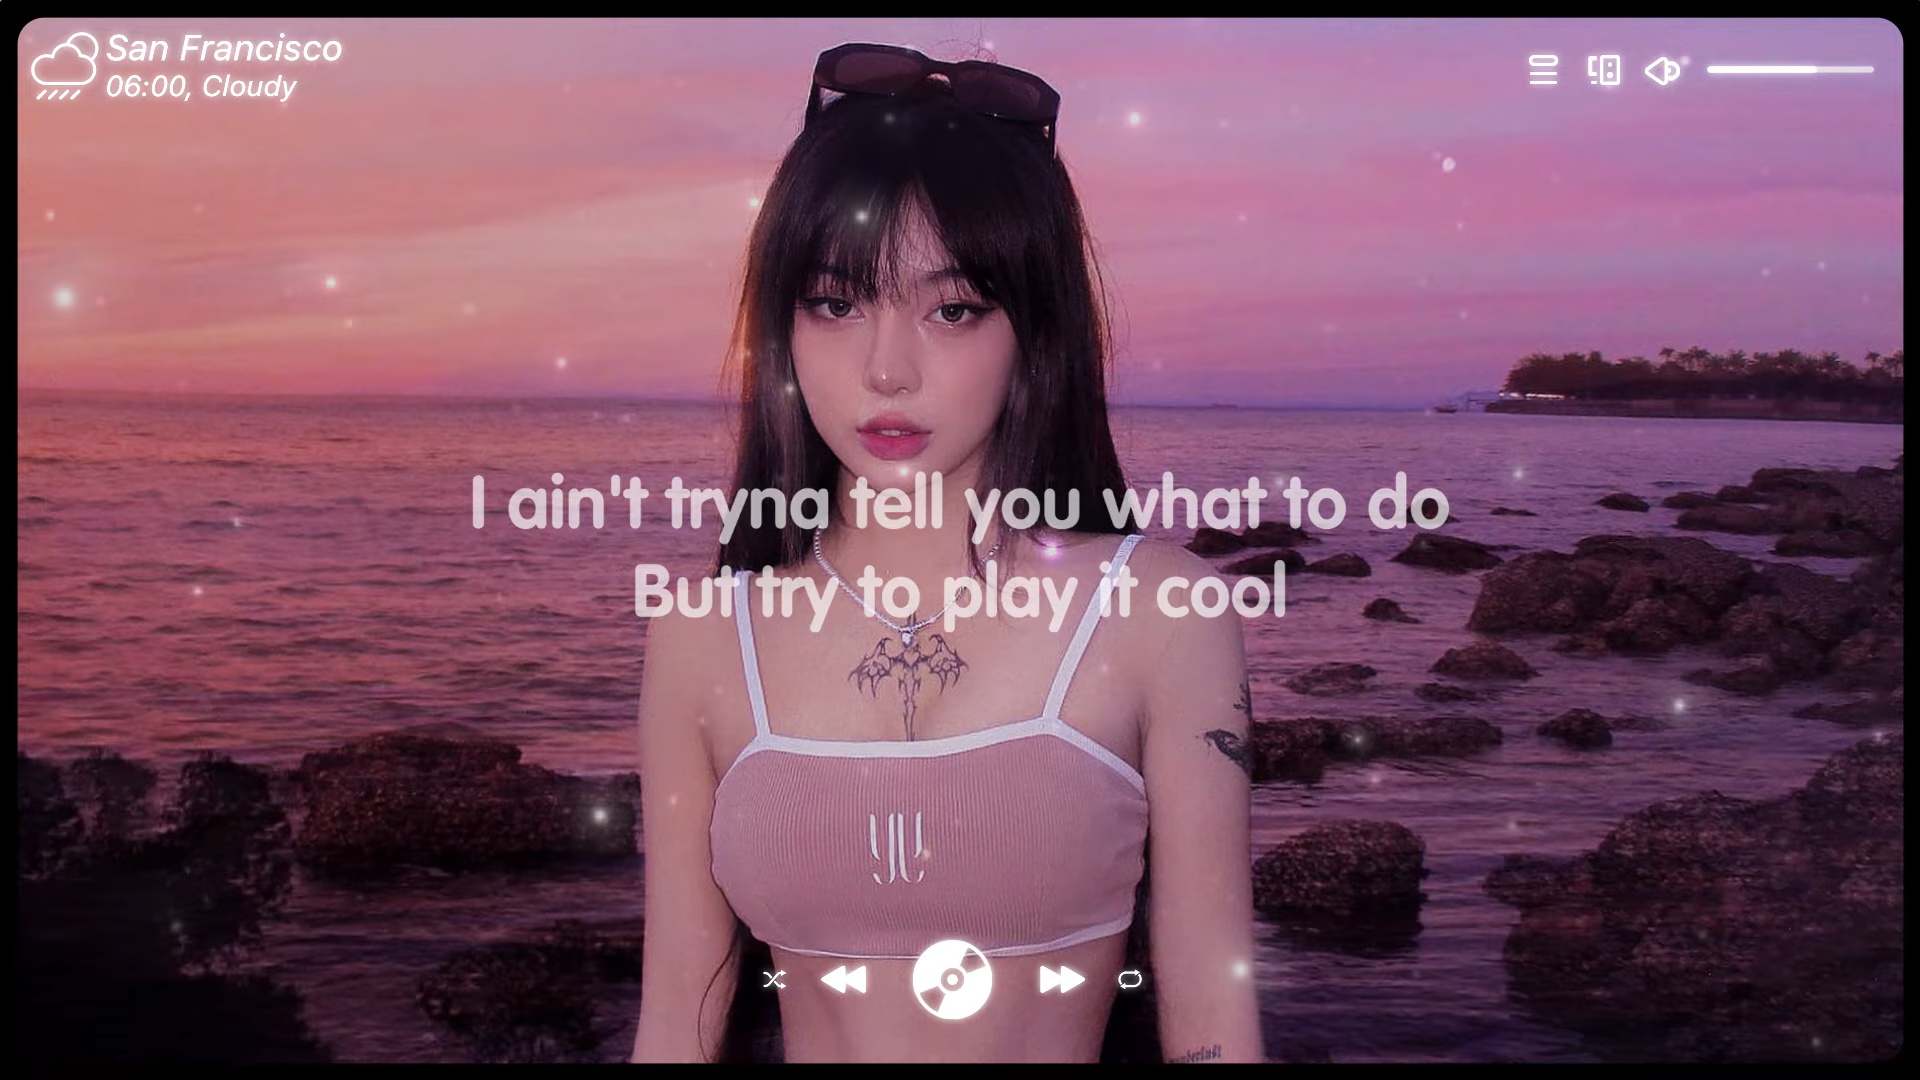 San Francisco
06:00, Cloudy
I ain't tryna tell you what to do
But try to play it cool